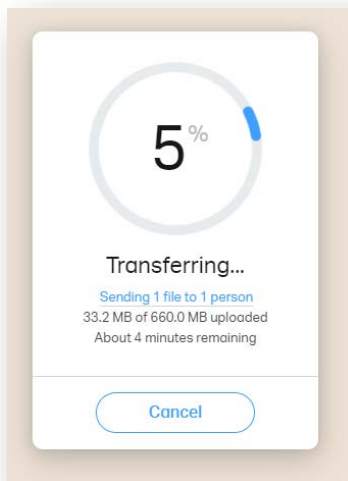 5%
Transferring...
Sending 1 file to 1 person
33.2 MB of 660.0 MB uploaded
About 4 minutes remaining
Cancel